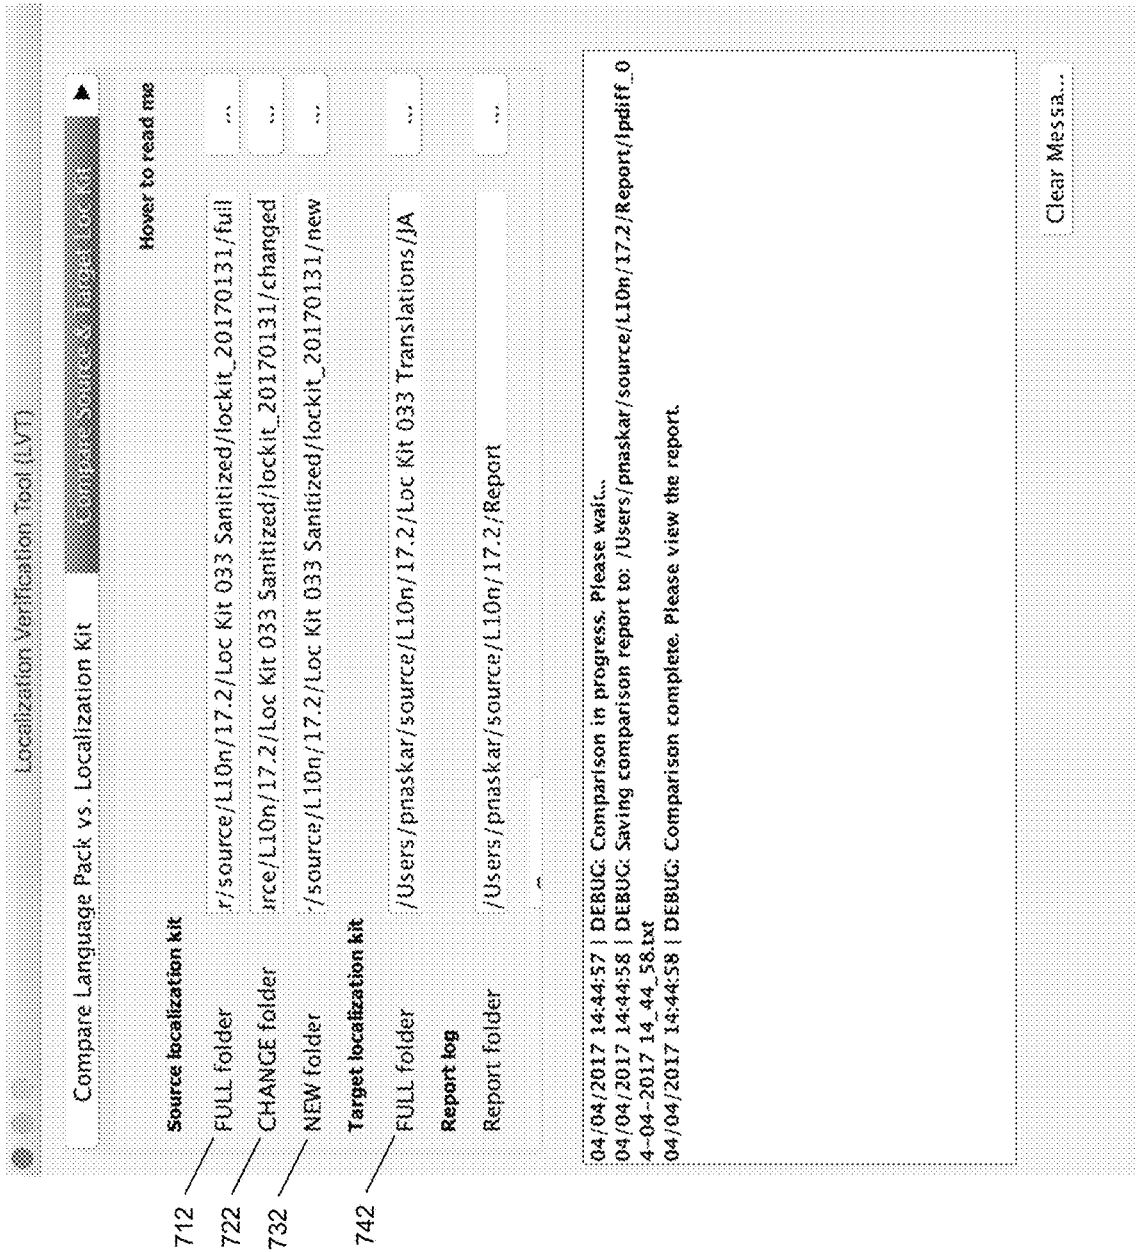 Localization Verification Tool (LVT)
Compare Language Pack vs. Localization Kit
Hover to read me
Source localization kit
712 FULL folder r/source/L10n/17.2/Loc Kit 033 Sanitized/lockit_20170131/full ...
722 CHANGE folder irce/L10n/17.2/Loc Kit 033 Sanitized/lockit_20170131/changed ...
732 NEW folder '/source/L10n/17.2/Loc Kit 033 Sanitized/lockit_20170131/new ...
Target localization kit
742 FULL folder /Users/pnaskar/source/L10n/17.2/Loc Kit 033 Translations/JA ...
Report log
Report folder /Users/pnaskar/source/L10n/17.2/Report ...
04/04/2017 14:44:57 | DEBUG: Comparison in progress. Please wait...
04/04/2017 14:44:58 | DEBUG: Saving comparison report to: /Users/pnaskar/source/L10n/17.2/Report/lpdiff_0
4-04-2017 14_44_58.txt
04/04/2017 14:44:58 | DEBUG: Comparison complete. Please view the report.
Clear Messa...